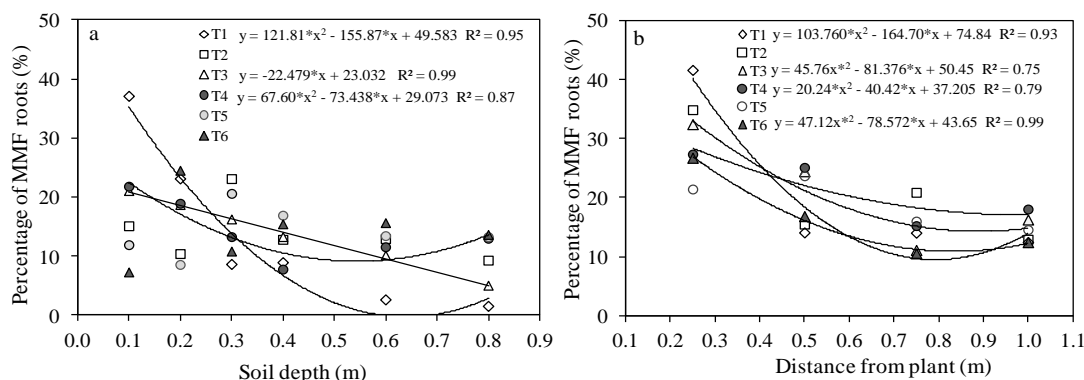 a
T1 y = 121.81*x² - 155.87*x + 49.583 R² = 0.95
T2
T3 y = -22.479*x + 23.032 R² = 0.99
T4 y = 67.60*x² - 73.438*x + 29.073 R² = 0.87
T5
T6
Percentage of MMF roots (%)
50
40
30
20
10
0
0.0 0.1 0.2 0.3 0.4 0.5 0.6 0.7 0.8 0.9
Soil depth (m)
b
T1 y = 103.760*x² - 164.70*x + 74.84 R² = 0.93
T2
T3 y = 45.76*x² - 81.376*x + 50.45 R² = 0.75
T4 y = 20.24*x² - 40.42*x + 37.205 R² = 0.79
T5
T6 y = 47.12x*² - 78.572*x + 43.65 R² = 0.99
Percentage of MMF roots (%)
50
40
30
20
10
0
0.1 0.2 0.3 0.4 0.5 0.6 0.7 0.8 0.9 1.0 1.1
Distance from plant (m)